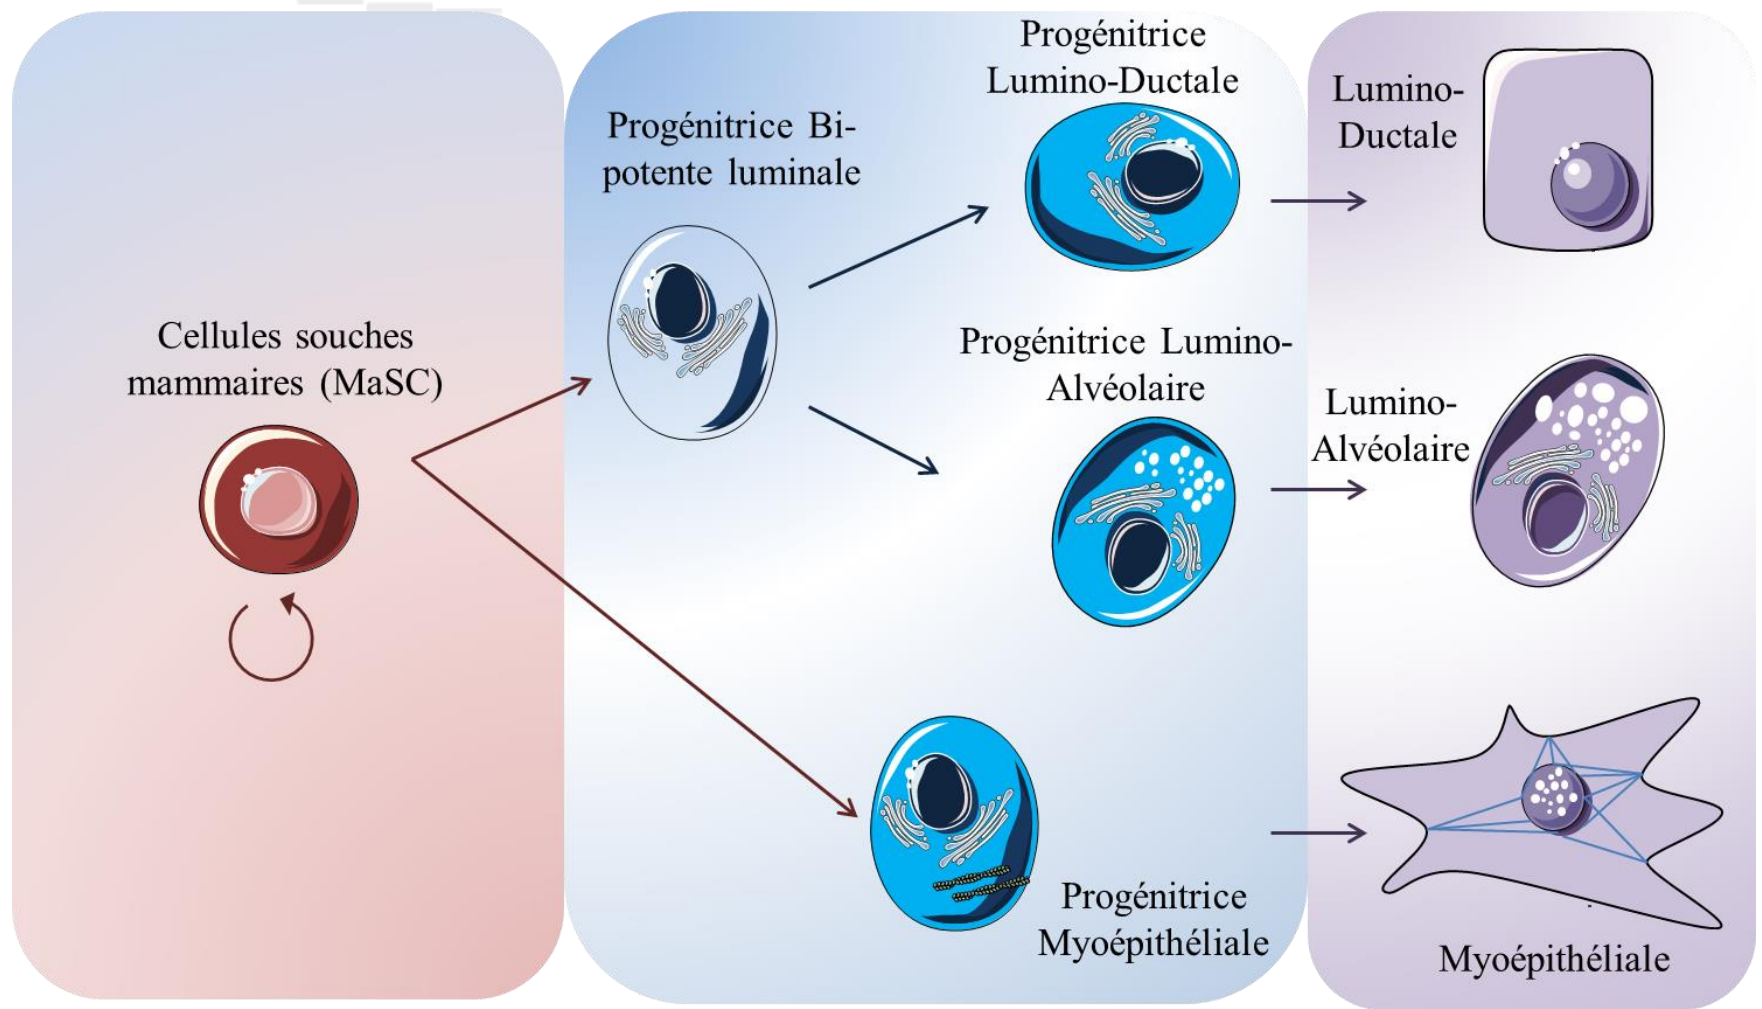 Cellules souches
mammaires (MaSC)
Progénitrice Bi-
potente luminale
Progénitrice
Lumino-Ductale
Progénitrice Lumino-
Alvéolaire
Progénitrice
Myoépithéliale
Lumino-
Ductale
Lumino-
Alvéolaire
Myoépithéliale